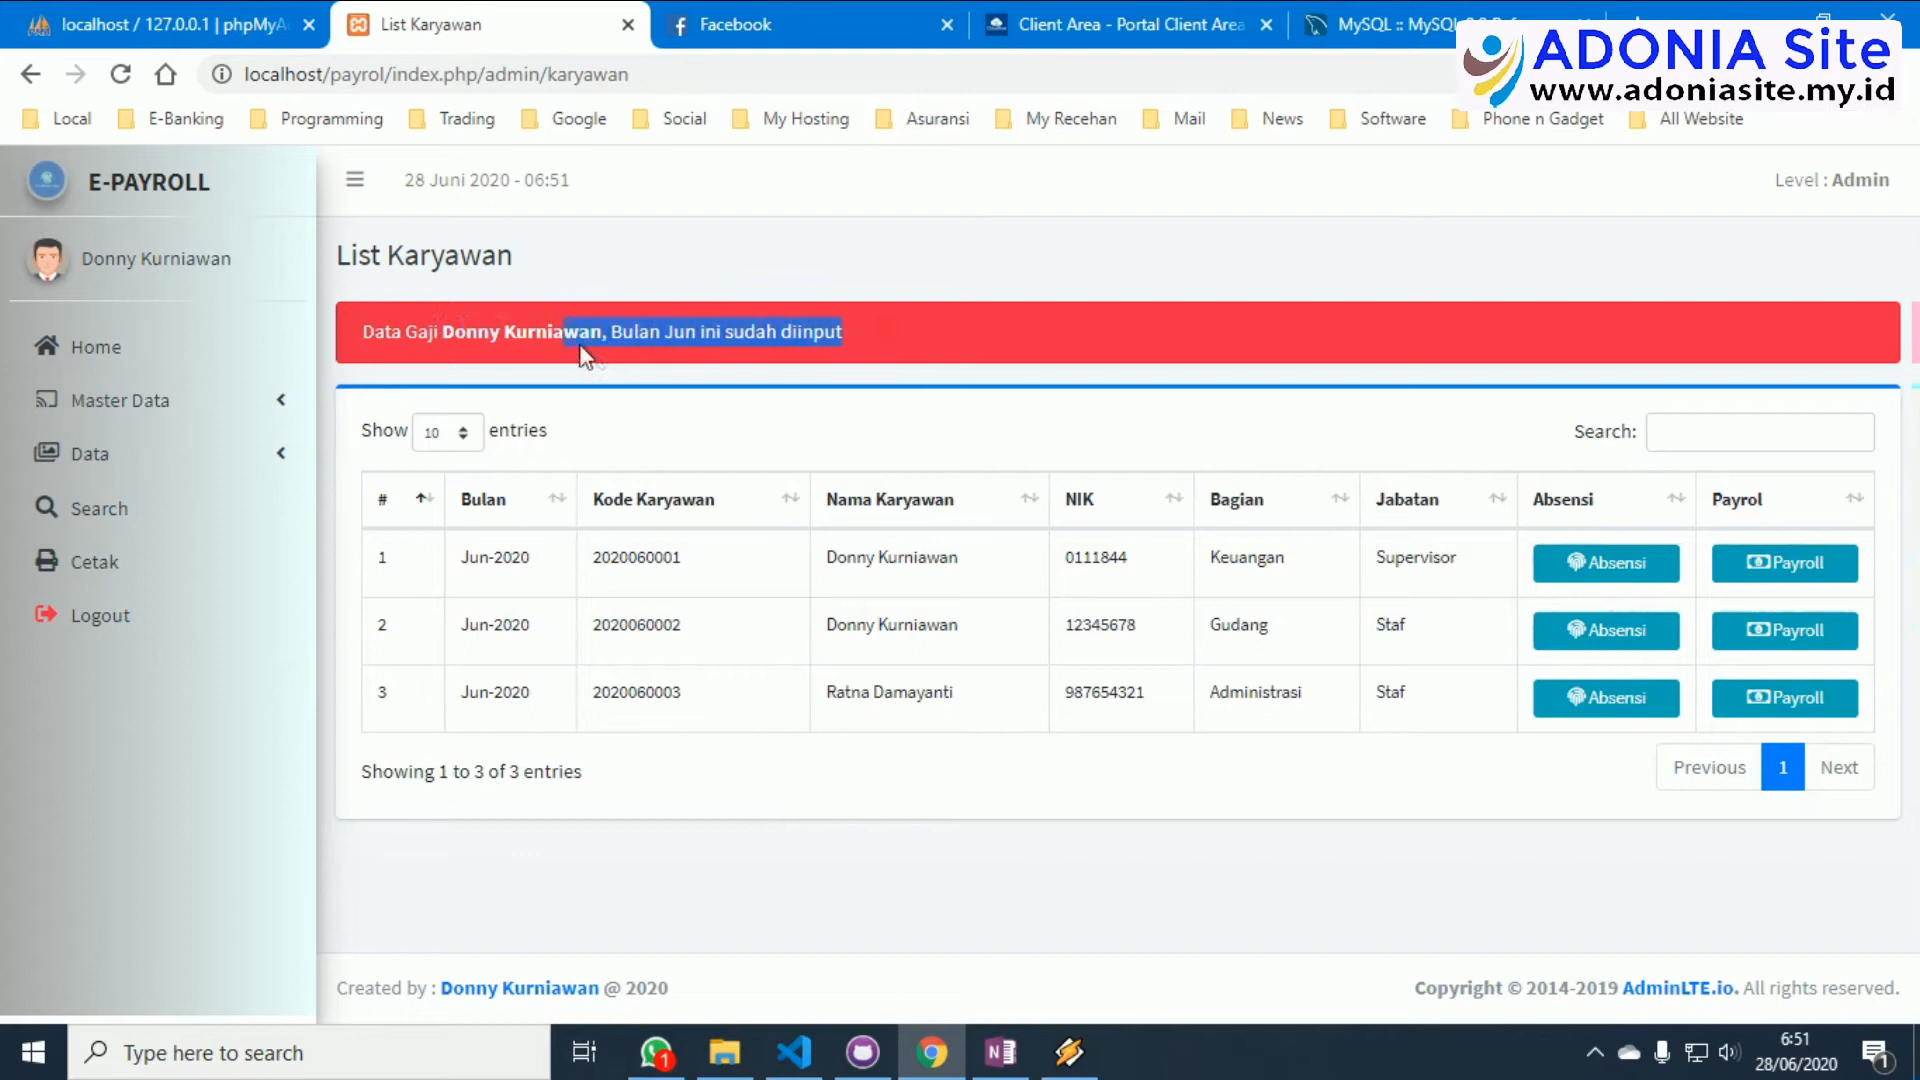 localhost / 127.0.0.1 | phpMyA
List Karyawan
Facebook
Client Area - Portal Client Area
MySQL :: MySQL
ADONIA Site
www.adoniasite.my.id
localhost/payrol/index.php/admin/karyawan
Local E-Banking Programming Trading Google Social My Hosting Asuransi My Recehan Mail News Software Phone n Gadget All Website
E-PAYROLL
28 Juni 2020 - 06:51
Level : Admin
Donny Kurniawan
Home
Master Data
Data
Search
Cetak
Logout
List Karyawan
Data Gaji Donny Kurniawan, Bulan Jun ini sudah diinput
Show 10 entries
Search:
# Bulan Kode Karyawan Nama Karyawan NIK Bagian Jabatan Absensi Payrol
1 Jun-2020 2020060001 Donny Kurniawan 0111844 Keuangan Supervisor Absensi Payroll
2 Jun-2020 2020060002 Donny Kurniawan 12345678 Gudang Staf Absensi Payroll
3 Jun-2020 2020060003 Ratna Damayanti 987654321 Administrasi Staf Absensi Payroll
Showing 1 to 3 of 3 entries
Previous 1 Next
Created by : Donny Kurniawan @ 2020
Copyright © 2014-2019 AdminLTE.io. All rights reserved.
Type here to search
1
N
6:51
28/06/2020
1